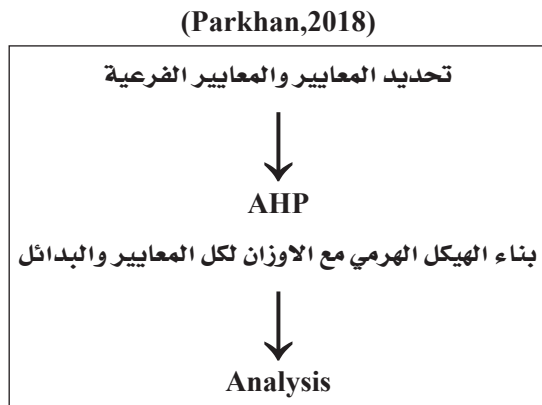 (Parkhan,2018)
تحديد المعايير والمعايير الفرعية
AHP
بناء الهيكل الهرمي مع الاوزان لكل المعايير والبدائل
Analysis